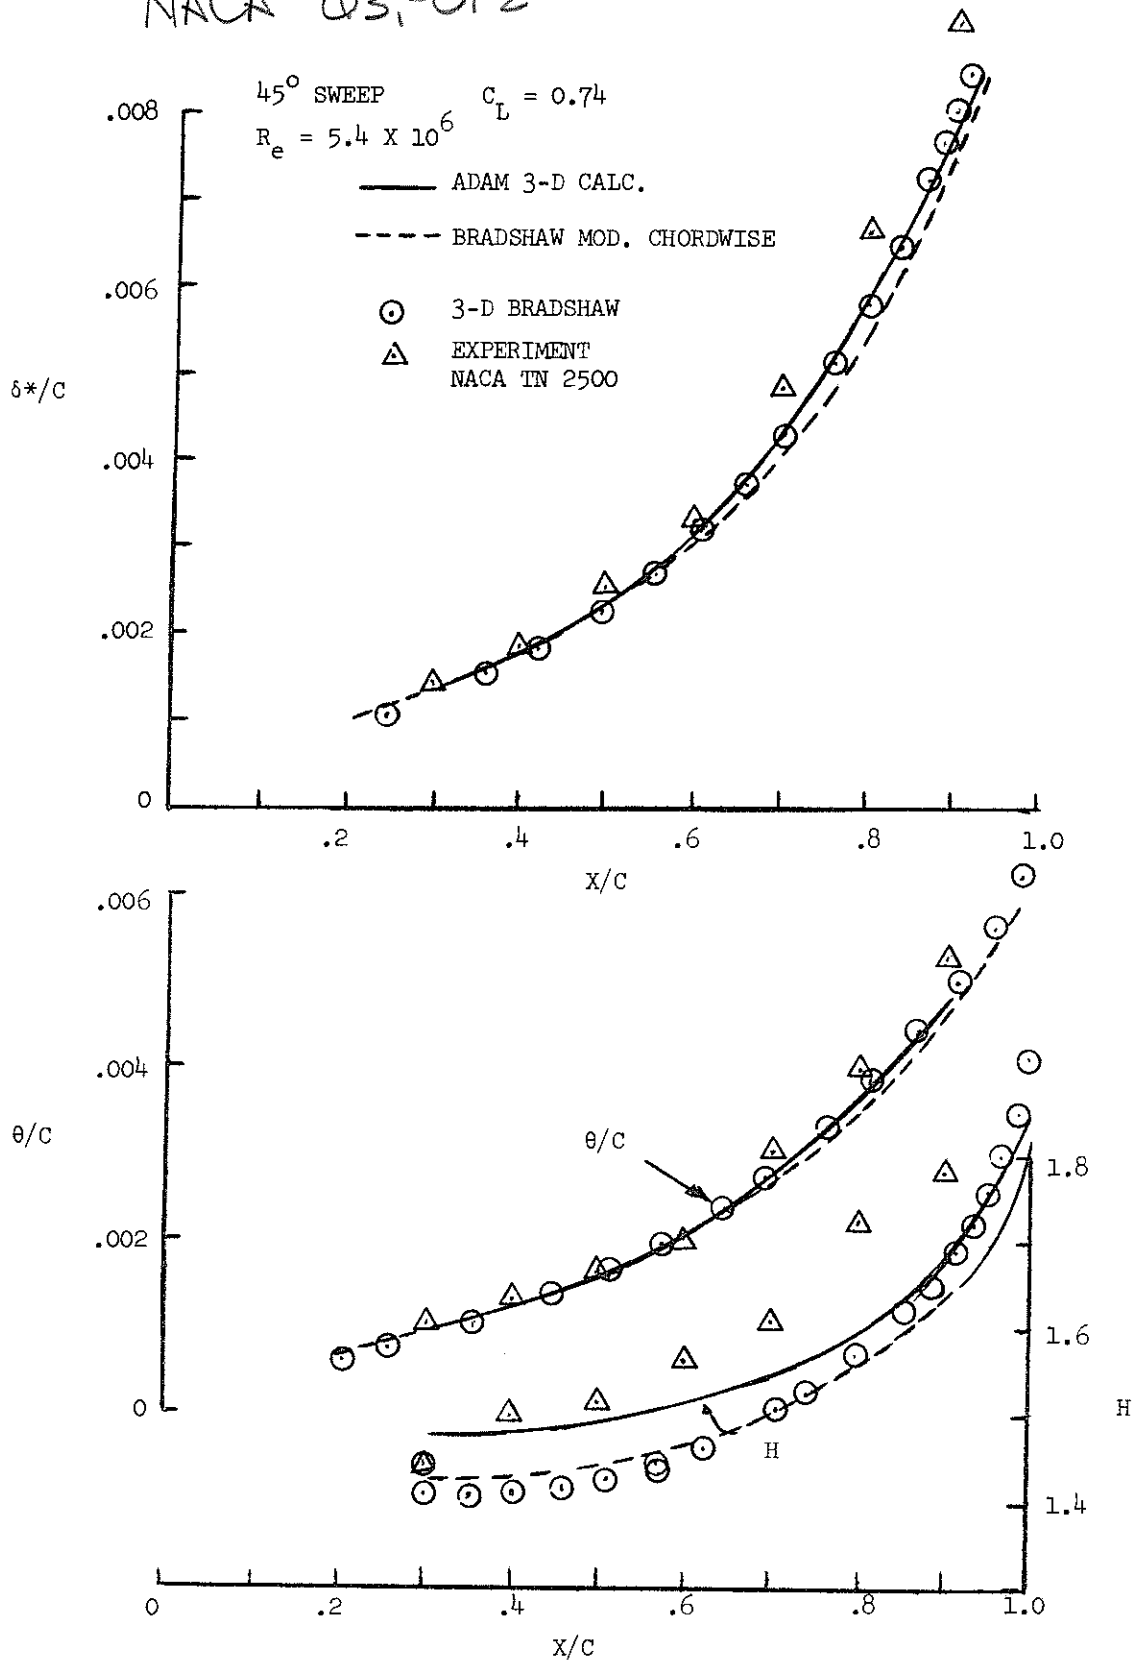 NACA
45° SWEEP C_L = 0.74
R_e = 5.4 X 10^6
ADAM 3-D CALC.
BRADSHAW MOD. CHORDWISE
3-D BRADSHAW
EXPERIMENT
NACA TN 2500
.008
.006
δ*/C
.004
.002
0
.2 .4 .6 .8 1.0
X/C
.006
.004
θ/C
θ/C
1.8
.002
1.6
0
H
H
1.4
0 .2 .4 .6 .8 1.0
X/C